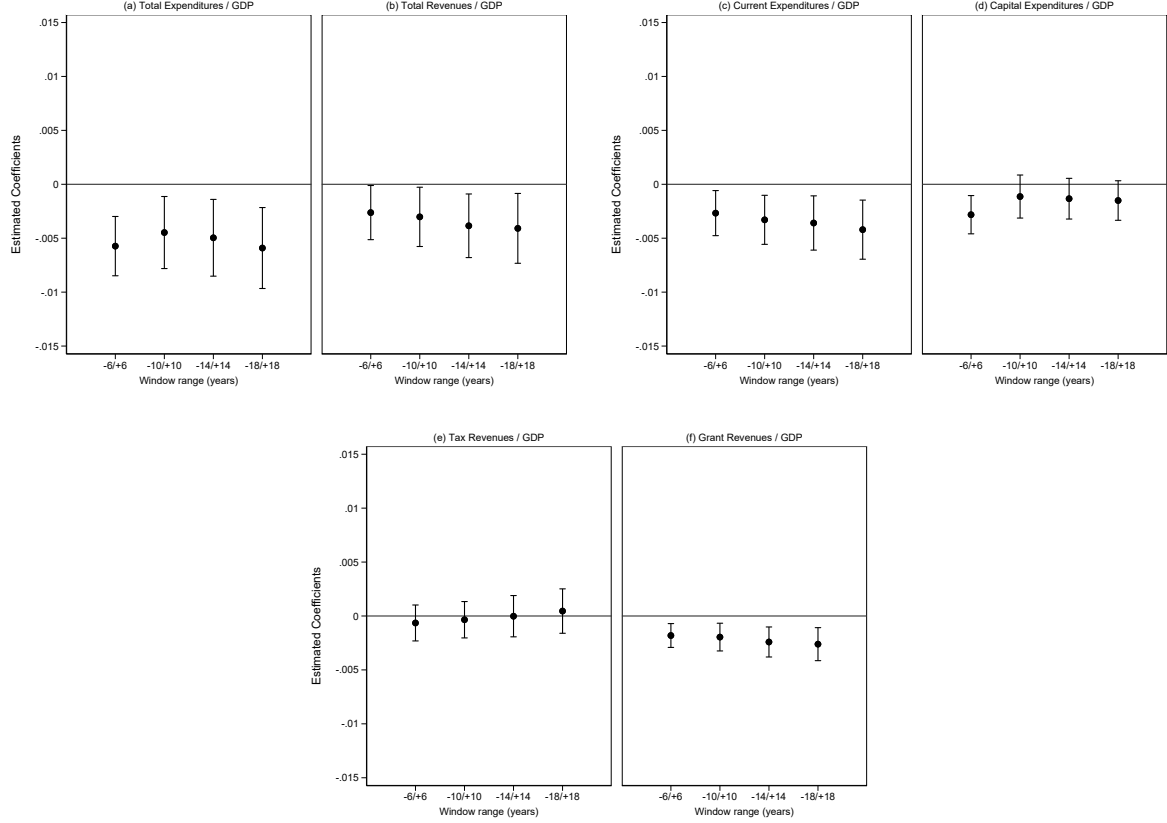 (a) Total Expenditures / GDP
(b) Total Revenues / GDP
.015
.01
.005
0
-.005
-.01
-.015
Estimated Coefficients
-6/+6 -10/+10 -14/+14 -18/+18
Window range (years)
-6/+6 -10/+10 -14/+14 -18/+18
Window range (years)
(c) Current Expenditures / GDP
(d) Capital Expenditures / GDP
.015
.01
.005
0
-.005
-.01
-.015
Estimated Coefficients
-6/+6 -10/+10 -14/+14 -18/+18
Window range (years)
-6/+6 -10/+10 -14/+14 -18/+18
Window range (years)
(e) Tax Revenues / GDP
(f) Grant Revenues / GDP
.015
.01
.005
0
-.005
-.01
-.015
Estimated Coefficients
-6/+6 -10/+10 -14/+14 -18/+18
Window range (years)
-6/+6 -10/+10 -14/+14 -18/+18
Window range (years)